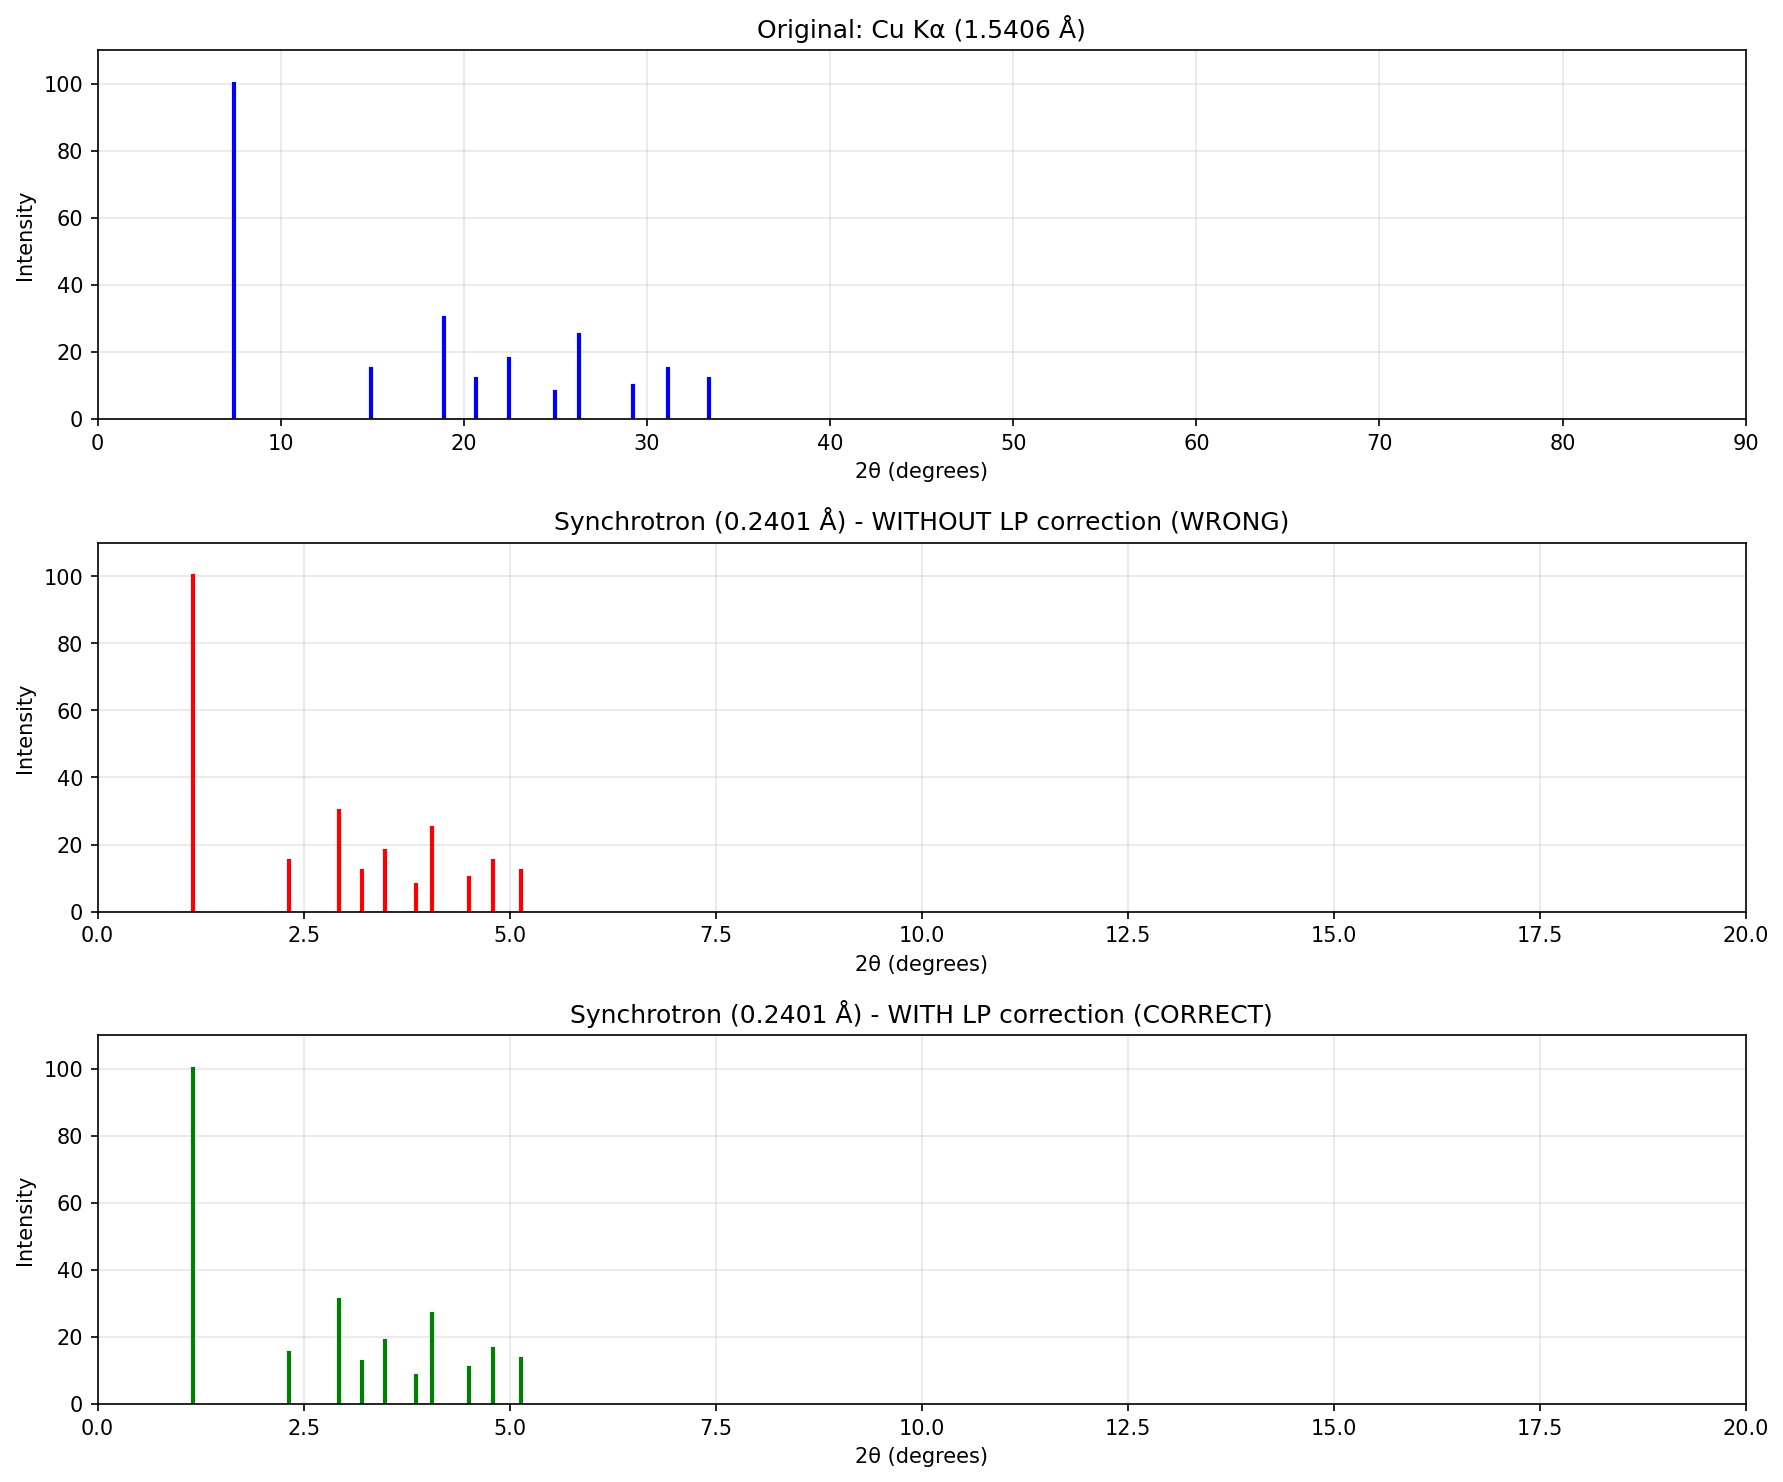 Original: Cu Kα (1.5406 Å)
Intensity
100
80
60
40
20
0
0 10 20 30 40 50 60 70 80 90
2θ (degrees)
Synchrotron (0.2401 Å) - WITHOUT LP correction (WRONG)
Intensity
100
80
60
40
20
0
0.0 2.5 5.0 7.5 10.0 12.5 15.0 17.5 20.0
2θ (degrees)
Synchrotron (0.2401 Å) - WITH LP correction (CORRECT)
Intensity
100
80
60
40
20
0
0.0 2.5 5.0 7.5 10.0 12.5 15.0 17.5 20.0
2θ (degrees)